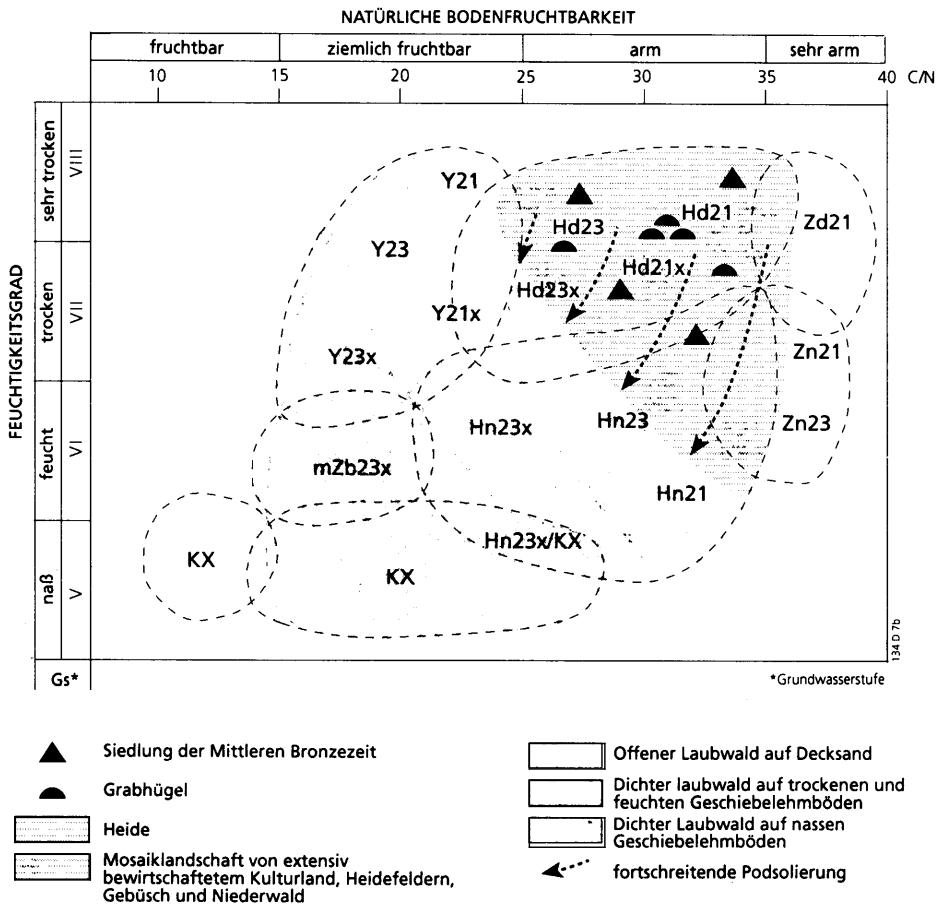 NATÜRLICHE BODENFRUCHTBARKEIT
fruchtbar ziemlich fruchtbar arm sehr arm
10 15 20 25 30 35 40 C/N
FEUCHTIGKEITSGRAD
sehr trocken VIII
trocken VII
feucht VI
naß V
Gs*
Y21
Hd21
Hd23
Zd21
Y23
Hd21x
Hd23x
Y21x
Y23x
Zn21
Hn23x
Hn23
Zn23
mZb23x
Hn21
Hn23x/KX
KX
KX
134 D 7b
*Grundwasserstufe
Siedlung der Mittleren Bronzezeit
Grabhügel
Heide
Mosaiklandschaft von extensiv
bewirtschaftetem Kulturland, Heidefeldern,
Gebüsch und Niederwald
Offener Laubwald auf Decksand
Dichter laubwald auf trockenen und
feuchten Geschiebelehmböden
Dichter Laubwald auf nassen
Geschiebelehmböden
fortschreitende Podsolierung